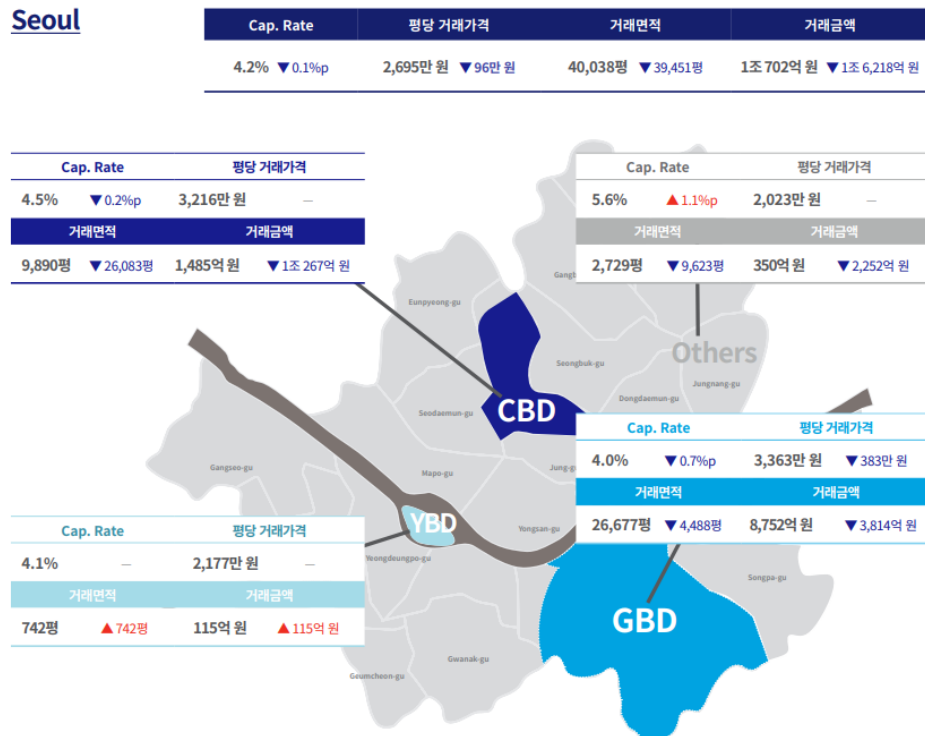 Seoul
Cap. Rate 평당 거래가격 거래면적 거래금액
4.2% ▼0.1%p 2,695만 원 ▼96만 원 40,038평 ▼39,451평 1조 702억 원 ▼1조 6,218억 원
Cap. Rate 평당 거래가격
4.5% ▼0.2%p 3,216만 원 –
거래면적 거래금액
9,890평 ▼26,083평 1,485억 원 ▼1조 267억 원
Cap. Rate 평당 거래가격
5.6% ▲1.1%p 2,023만 원 –
거래면적 거래금액
2,729평 ▼9,623평 350억 원 ▼2,252억 원
Eunpyeong-gu
Others
Seongbuk-gu
Jungnang-gu
Dongdaemun-gu
CBD
Seodaemun-gu
Cap. Rate 평당 거래가격
4.0% ▼0.7%p 3,363만 원 ▼383만 원
거래면적 거래금액
26,677평 ▼4,488평 8,752억 원 ▼3,814억 원
Gangseo-gu
Mapo-gu
YBD
Yongsan-gu
Cap. Rate 평당 거래가격
4.1% – 2,177만 원 –
거래면적 거래금액
742평 ▲742평 115억 원 ▲115억 원
Yeongdeungpo-gu
Songpa-gu
GBD
Gwanak-gu
Geumcheon-gu